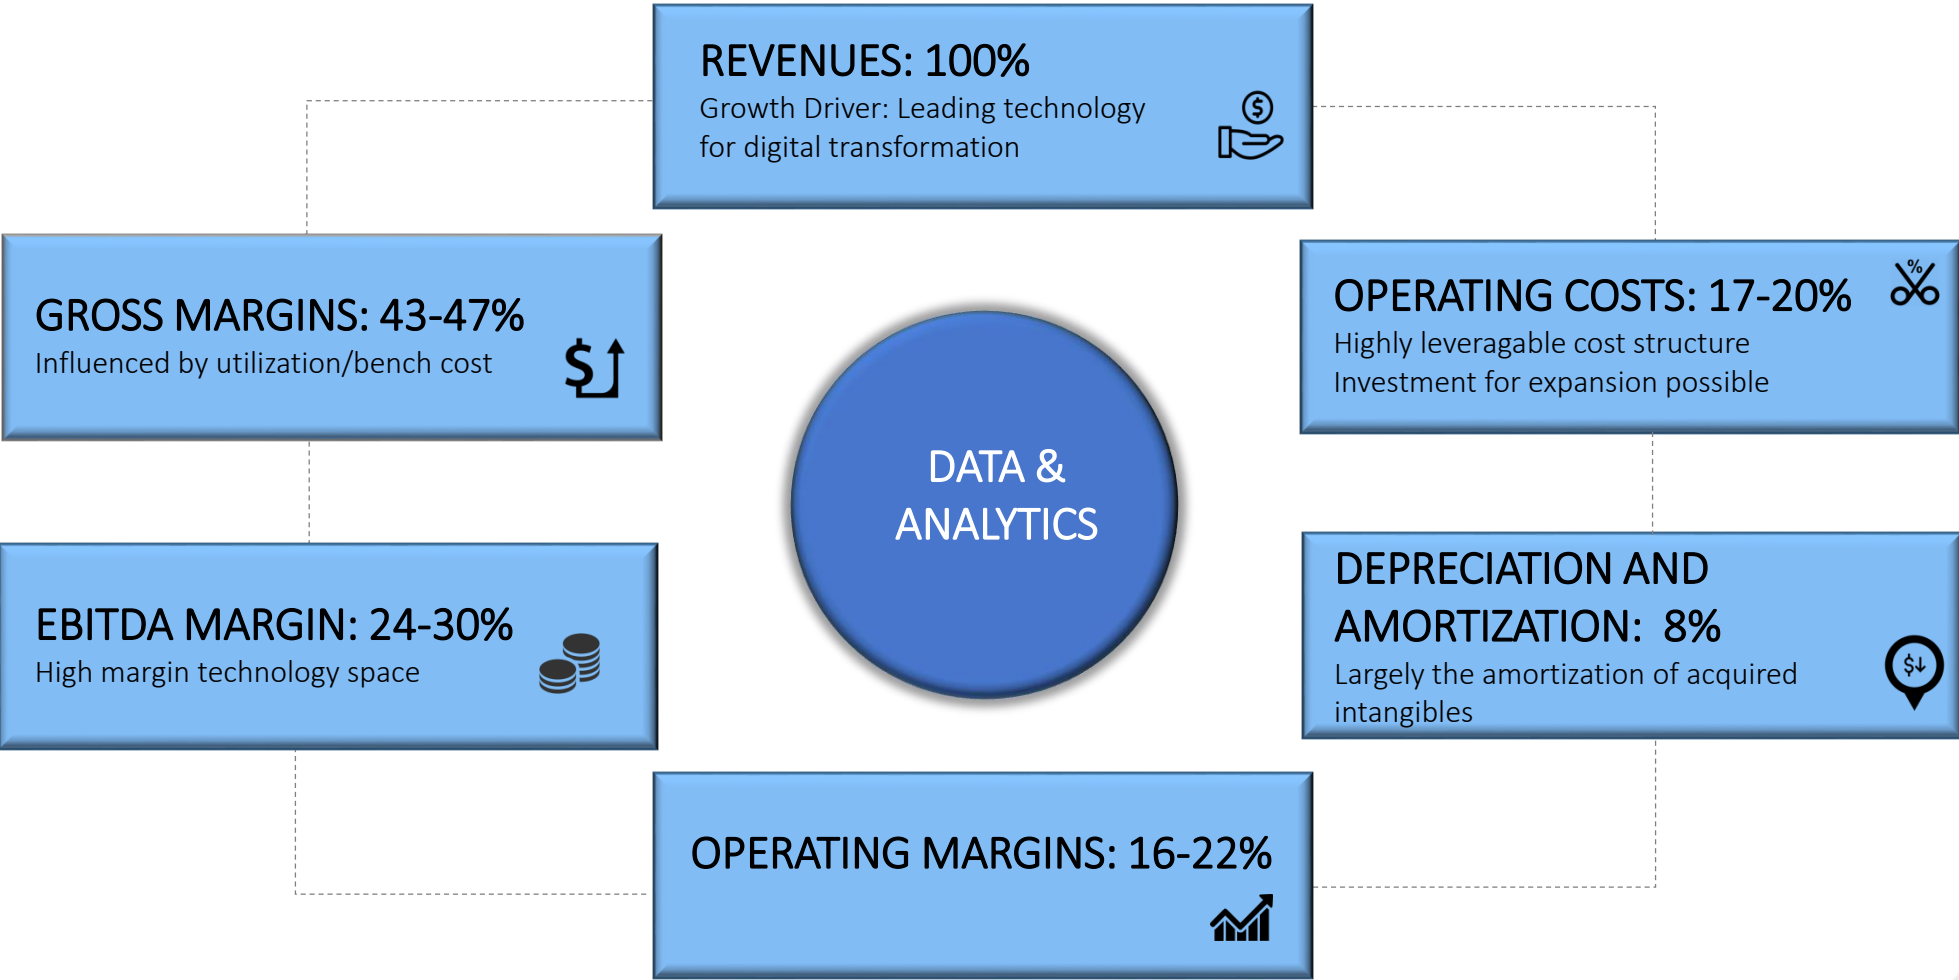 REVENUES: 100%
Growth Driver: Leading technology
for digital transformation
$
GROSS MARGINS: 43-47%
Influenced by utilization/bench cost
$
OPERATING COSTS: 17-20%
%
Highly leveragable cost structure
Investment for expansion possible
DATA &
ANALYTICS
EBITDA MARGIN: 24-30%
High margin technology space
DEPRECIATION AND
AMORTIZATION: 8%
Largely the amortization of acquired
intangibles
$
OPERATING MARGINS: 16-22%